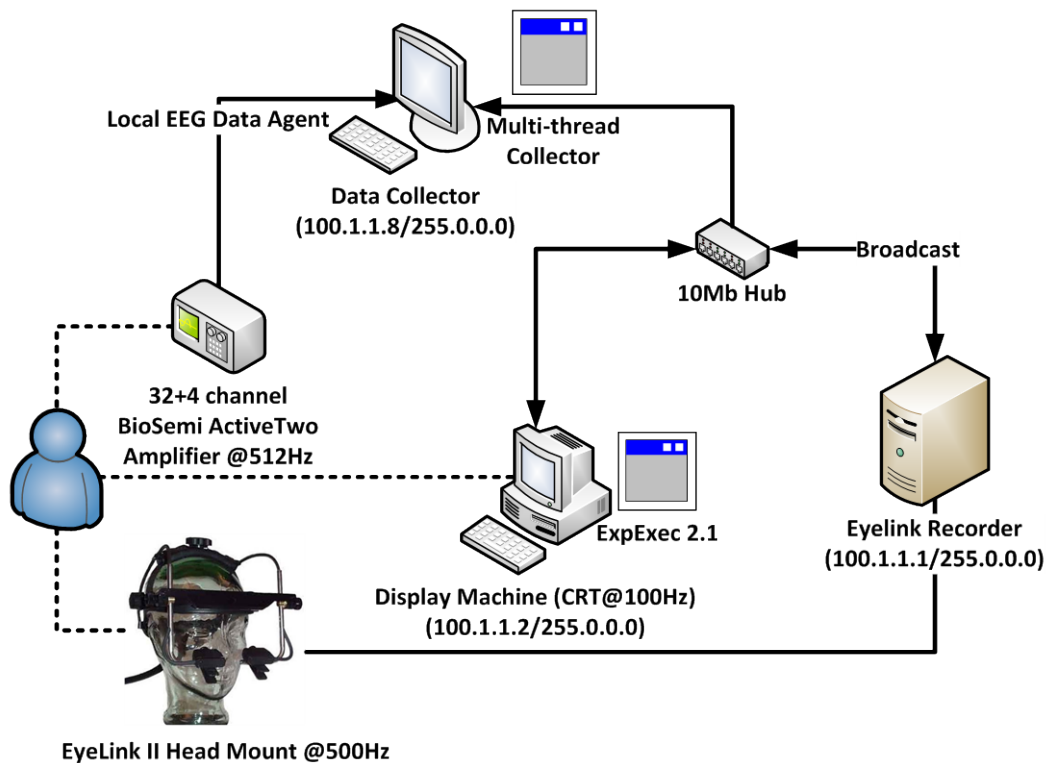 Local EEG Data Agent
Multi-thread
Collector
Data Collector
(100.1.1.8/255.0.0.0)
Broadcast
10Mb Hub
32+4 channel
BioSemi ActiveTwo
Amplifier @512Hz
ExpExec 2.1
Eyelink Recorder
(100.1.1.1/255.0.0.0)
Display Machine (CRT@100Hz)
(100.1.1.2/255.0.0.0)
EyeLink II Head Mount @500Hz